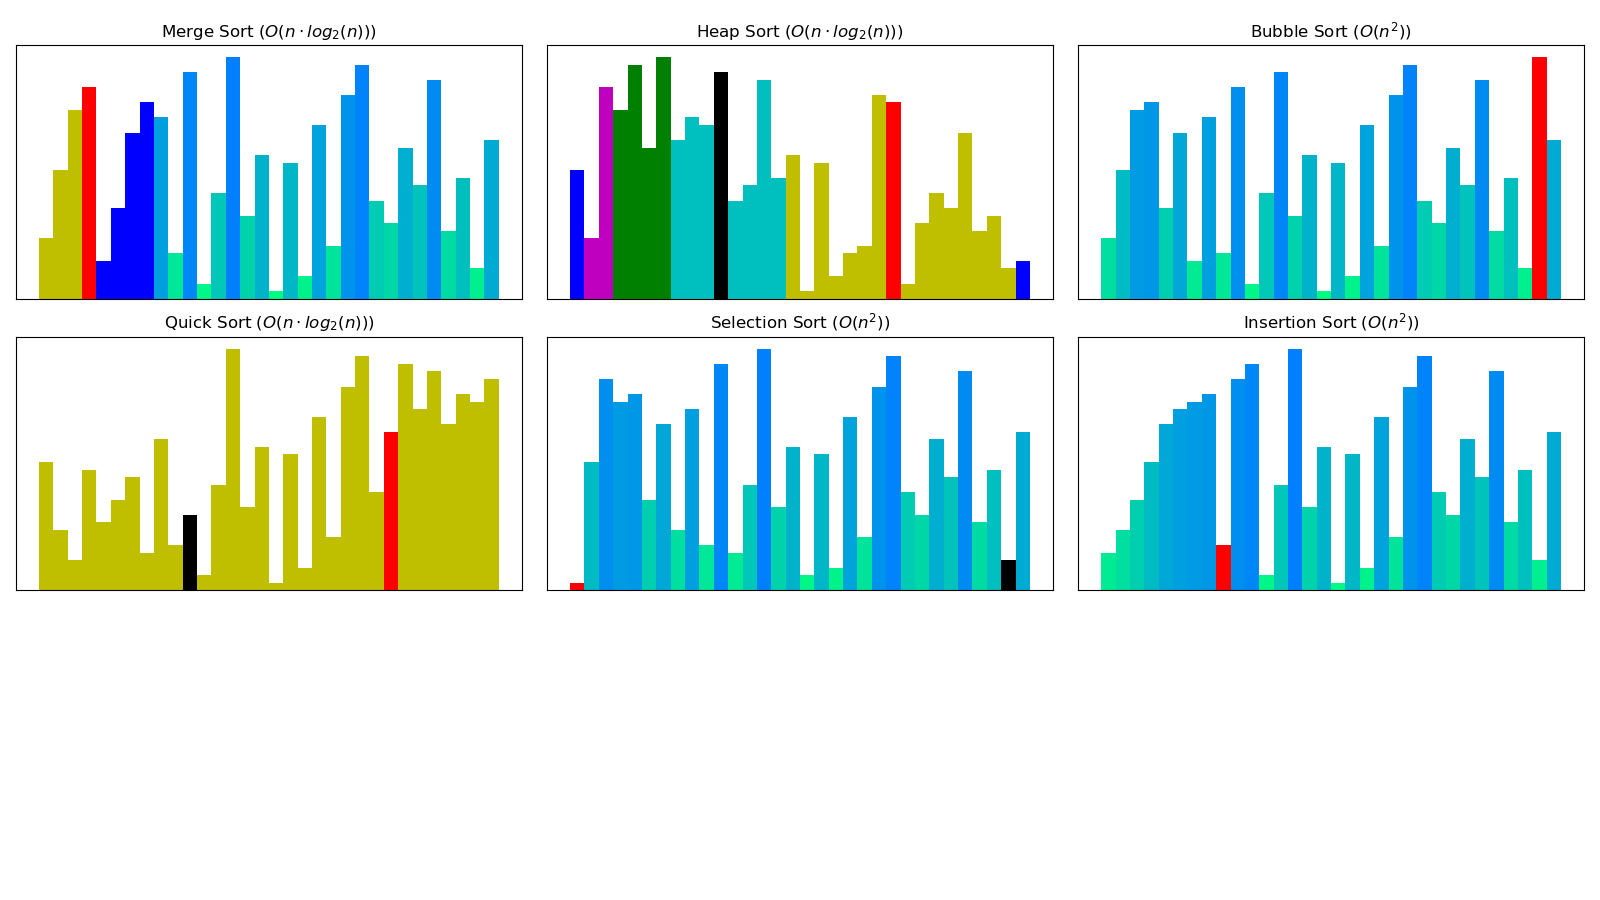 Merge Sort (O(n · log₂(n)))
Heap Sort (O(n · log₂(n)))
Bubble Sort (O(n²))
Quick Sort (O(n · log₂(n)))
Selection Sort (O(n²))
Insertion Sort (O(n²))